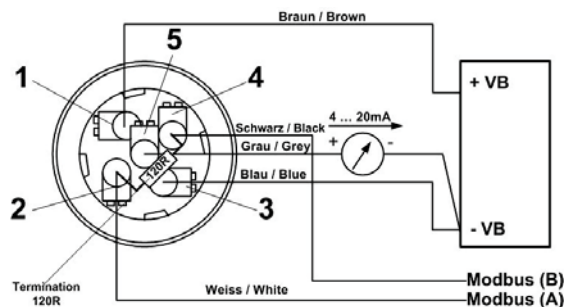 Braun / Brown
5
1
4
+ VB
Schwarz / Black
4 ... 20mA
+
-
Grau / Grey
120R
Blau / Blue
2
3
- VB
Termination
120R
Weiss / White
Modbus (B)
Modbus (A)